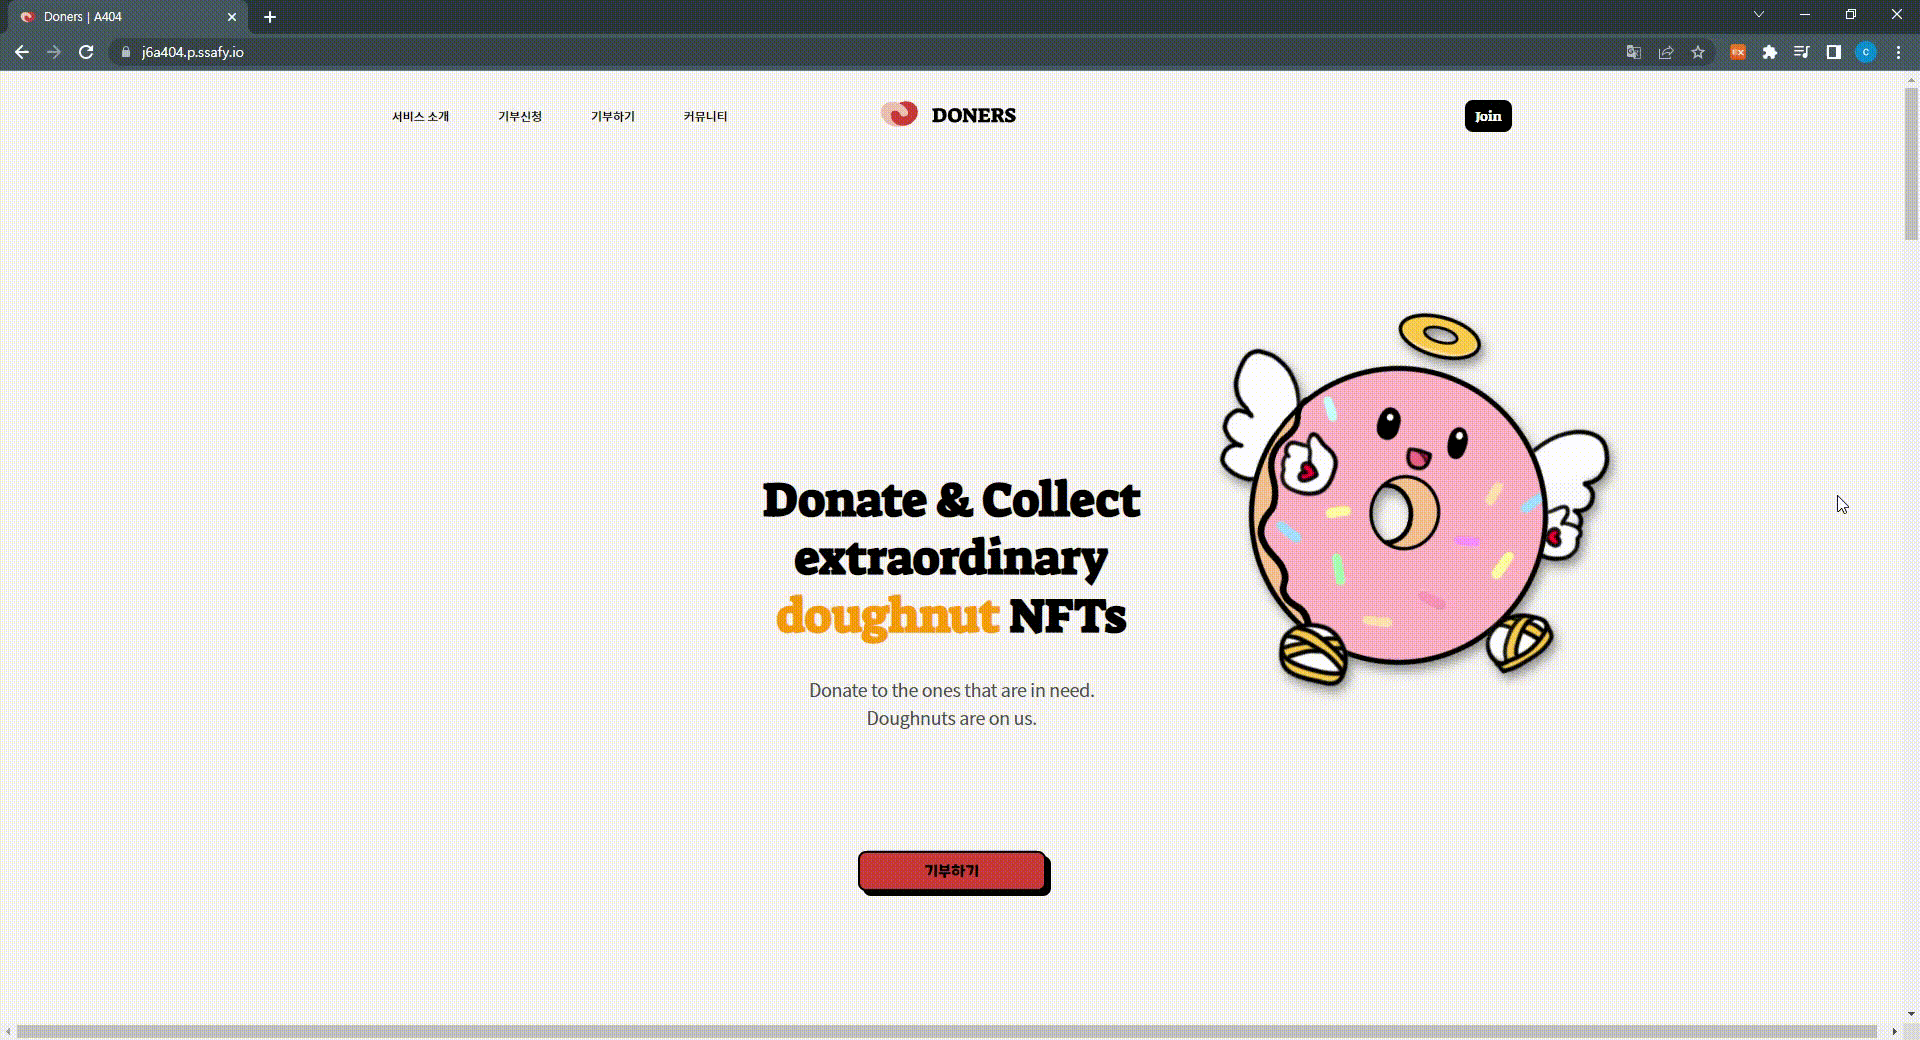 Doners | A404
j6a404.p.ssafy.io
EX
C
서비스 소개
기부신청
기부하기
커뮤니티
DONERS
Join
Donate & Collect
extraordinary
doughnut NFTs
Donate to the ones that are in need.
Doughnuts are on us.
기부하기